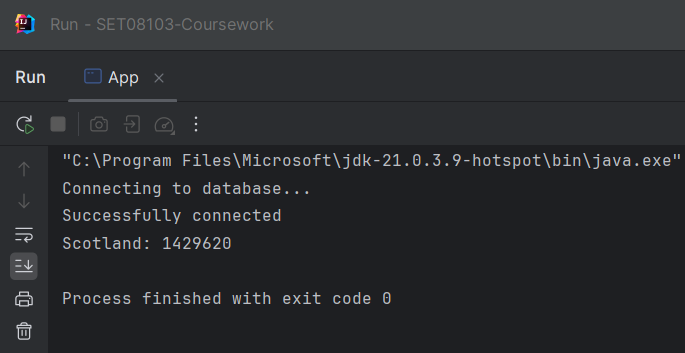 Run - SET08103-Coursework
Run App
"C:\Program Files\Microsoft\jdk-21.0.3.9-hotspot\bin\java.exe"
Connecting to database...
Successfully connected
Scotland: 1429620
Process finished with exit code 0